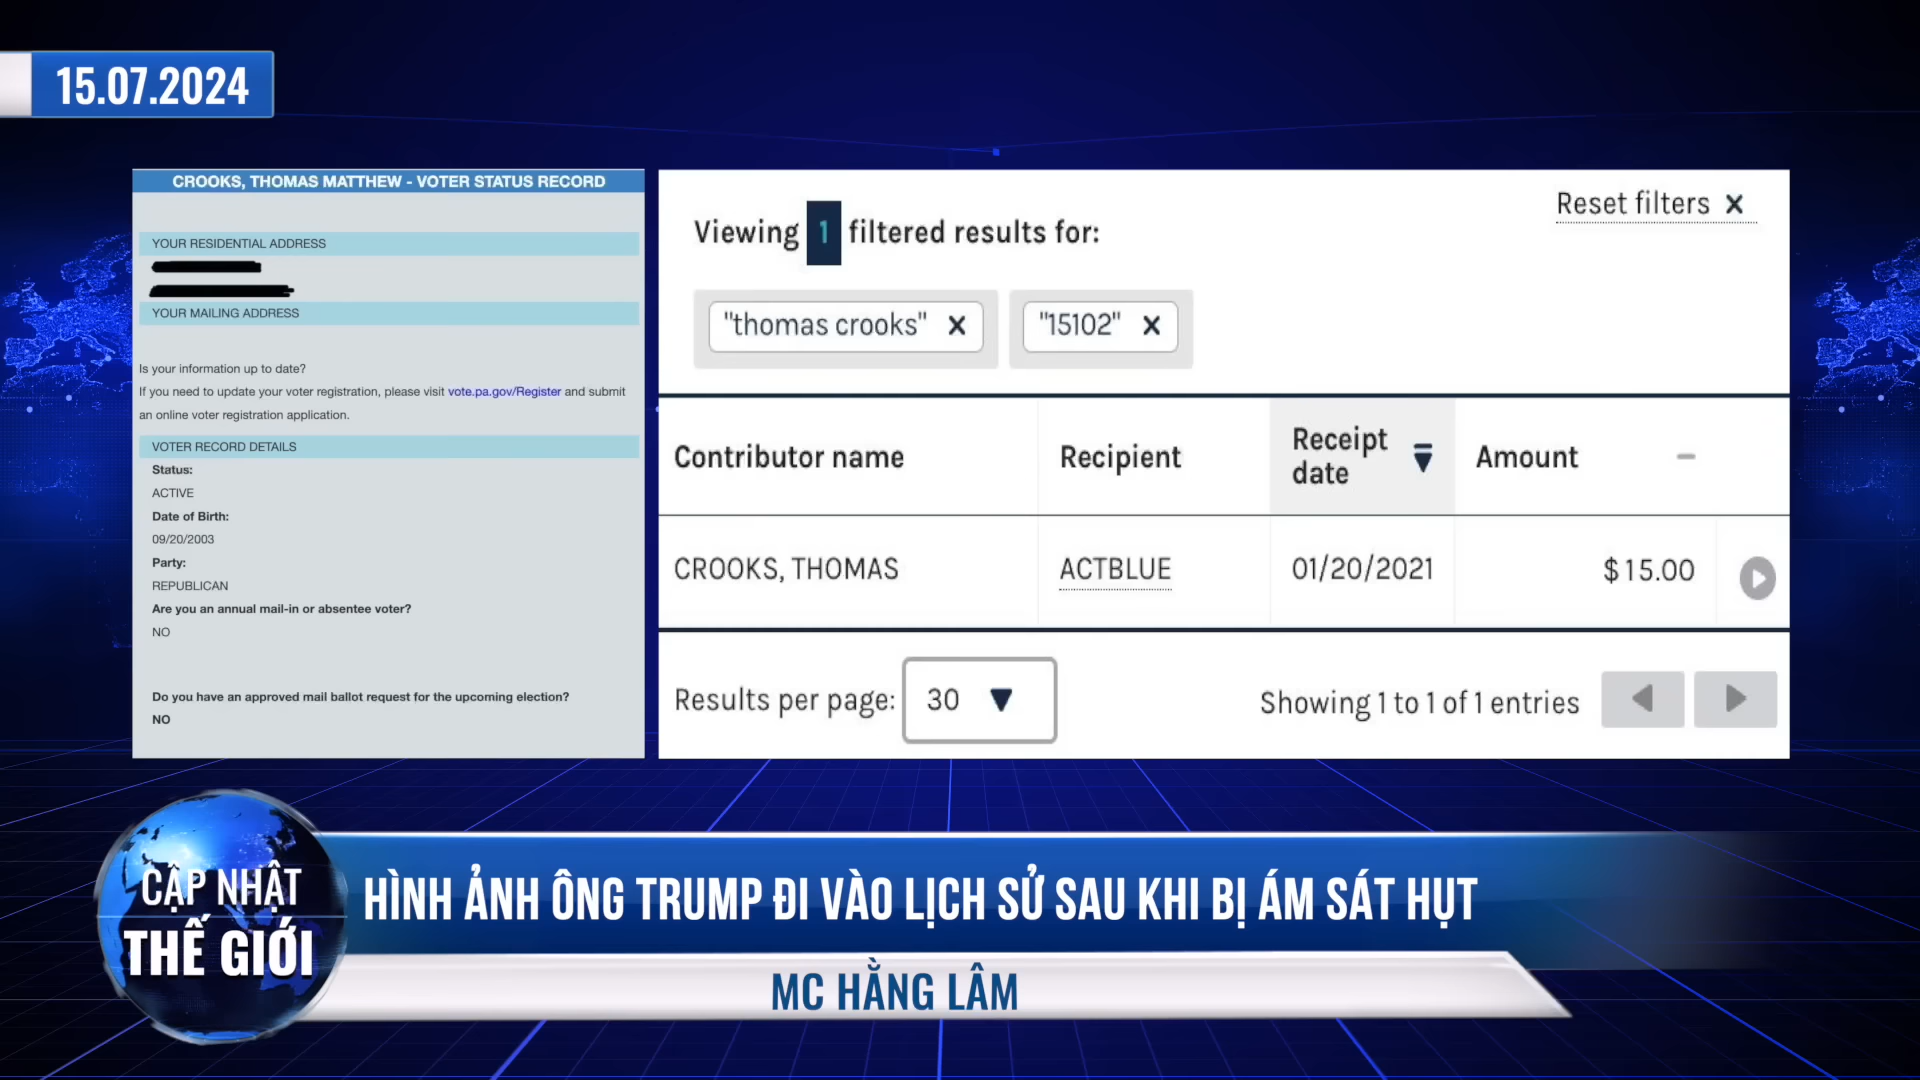 15.07.2024
CROOKS, THOMAS MATTHEW - VOTER STATUS RECORD
YOUR RESIDENTIAL ADDRESS
YOUR MAILING ADDRESS
Is your information up to date?
If you need to update your voter registration, please visit vote.pa.gov/Register and submit
an online voter registration application.
VOTER RECORD DETAILS
Status:
ACTIVE
Date of Birth:
09/20/2003
Party:
REPUBLICAN
Are you an annual mail-in or absentee voter?
NO
Do you have an approved mail ballot request for the upcoming election?
NO
Reset filters ✕
Viewing 1 filtered results for:
"thomas crooks" ✕ "15102" ✕
Contributor name Recipient Receipt date Amount
CROOKS, THOMAS ACTBLUE 01/20/2021 $15.00
Results per page: 30 Showing 1 to 1 of 1 entries
CẬP NHẬT
THẾ GIỚI
HÌNH ẢNH ÔNG TRUMP ĐI VÀO LỊCH SỬ SAU KHI BỊ ÁM SÁT HỤT
MC HẰNG LÂM